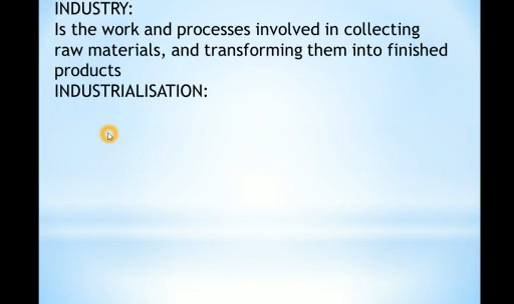 INDUSTRY:
Is the work and processes involved in collecting
raw materials, and transforming them into finished
products
INDUSTRIALISATION: